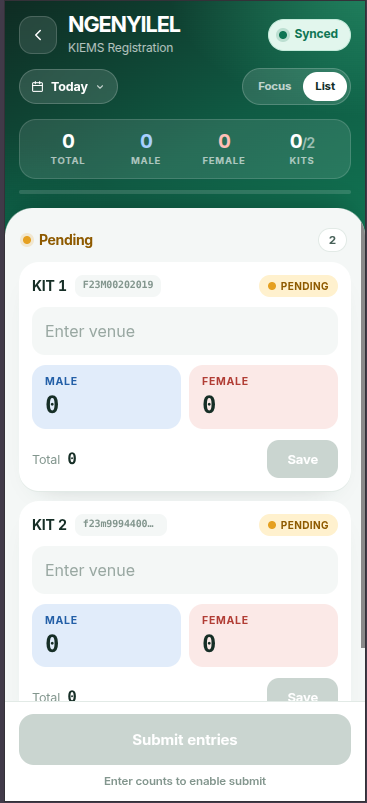 NGENYILEL
KIEMS Registration
Synced
Today
Focus List
0 0 0 0/2
TOTAL MALE FEMALE KITS
Pending 2
KIT 1 F23M00202019 PENDING
Enter venue
MALE FEMALE
0 0
Total 0 Save
KIT 2 f23m9994400… PENDING
Enter venue
MALE FEMALE
0 0
Total 0 Save
Submit entries
Enter counts to enable submit